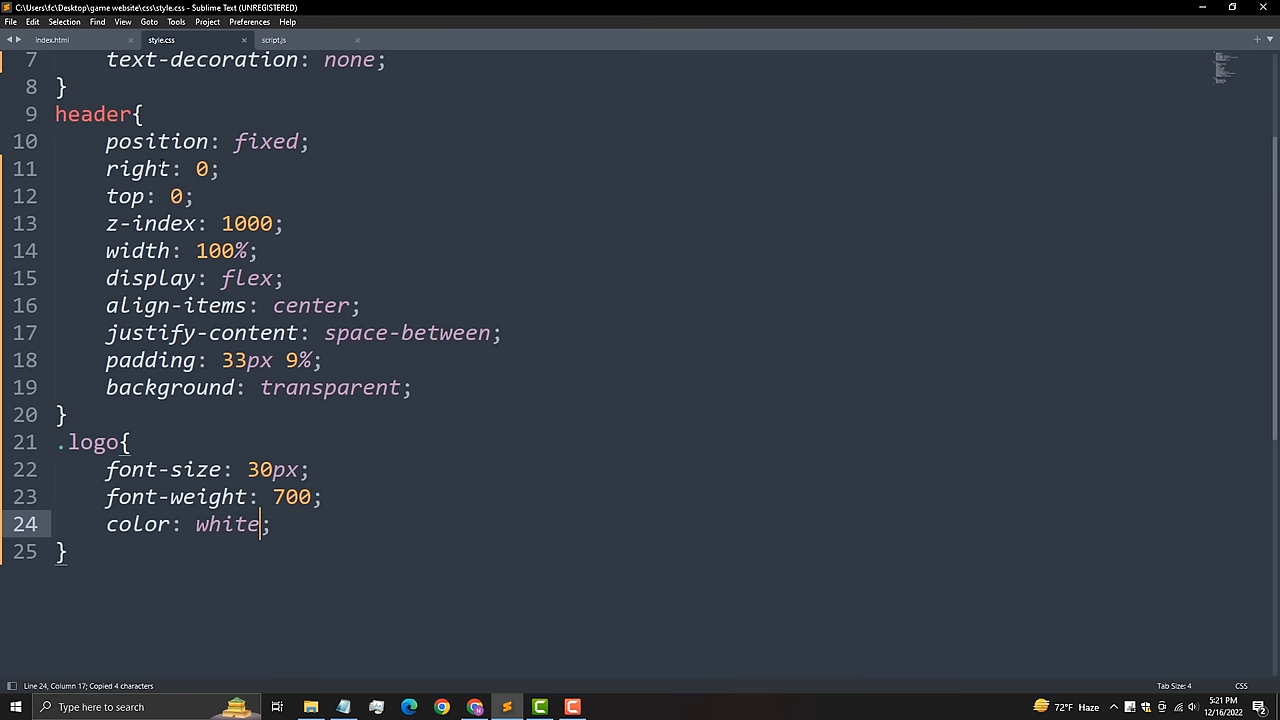 C:\Users\fc\Desktop\game website\css\style.css - Sublime Text (UNREGISTERED)
File Edit Selection Find View Goto Tools Project Preferences Help
index.html × style.css × script.js ×
7 text-decoration: none;
8 }
9 header{
10 position: fixed;
11 right: 0;
12 top: 0;
13 z-index: 1000;
14 width: 100%;
15 display: flex;
16 align-items: center;
17 justify-content: space-between;
18 padding: 33px 9%;
19 background: transparent;
20 }
21 .logo{
22 font-size: 30px;
23 font-weight: 700;
24 color: white;
25 }
Line 24, Column 17; Copied 4 characters Tab Size: 4 CSS
Type here to search 72°F Haze 5:21 PM
12/16/2022